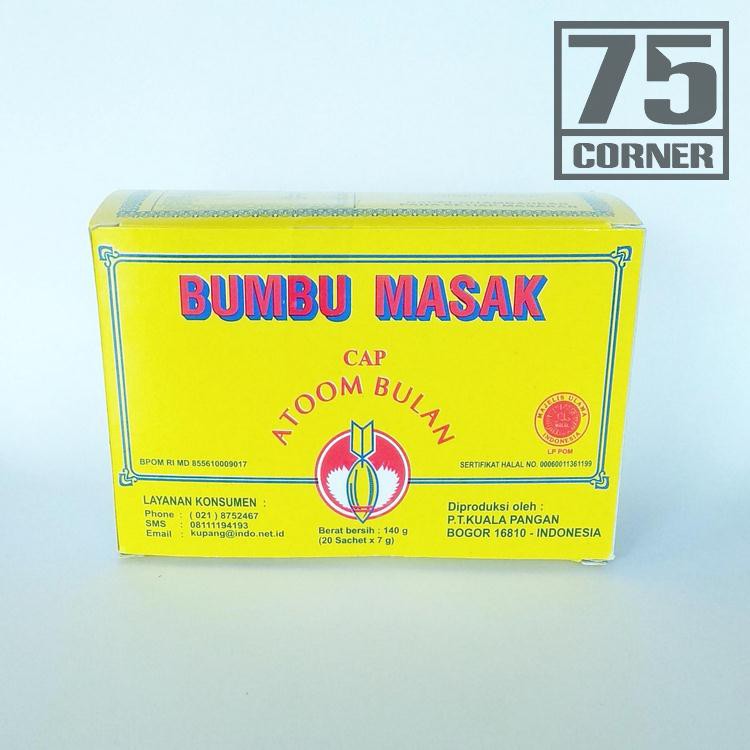 75
CORNER
BUMBU MASAK
CAP
ATOOM BULAN
MAJELIS ULAMA
HALAL
INDONESIA
LP POM
BPOM RI MD 855610009017
SERTIFIKAT HALAL NO. 00060011361199
LAYANAN KONSUMEN :
Phone : ( 021 ) 8752467
SMS : 08111194193
Email : kupang@indo.net.id
Berat bersih : 140 g
(20 Sachet x 7 g)
Diproduksi oleh :
P.T.KUALA PANGAN
BOGOR 16810 - INDONESIA